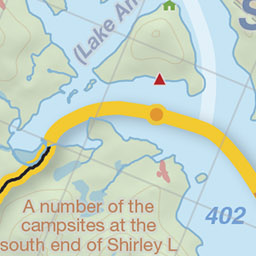 (Lake An
S
402
A number of the
campsites at the
south end of Shirley L